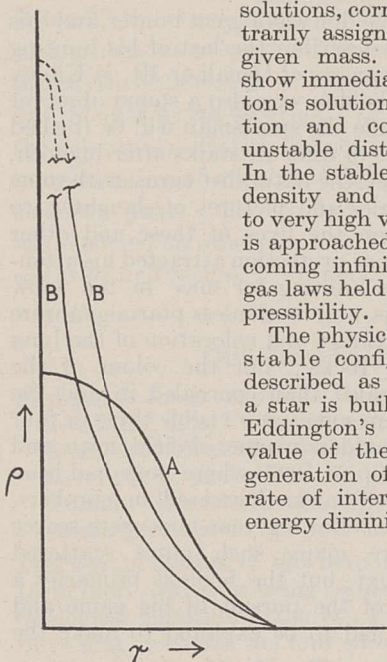 solutions, corr
trarily assign
given mass.
show immedia
ton's solution
tion and co
unstable dist
In the stable
density and
to very high v
is approached
coming infini
gas laws held
pressibility.
The physic
stable config
described as
a star is buil
Eddington's
value of the
generation of
rate of inter
energy dimini
B B
A
ρ
r